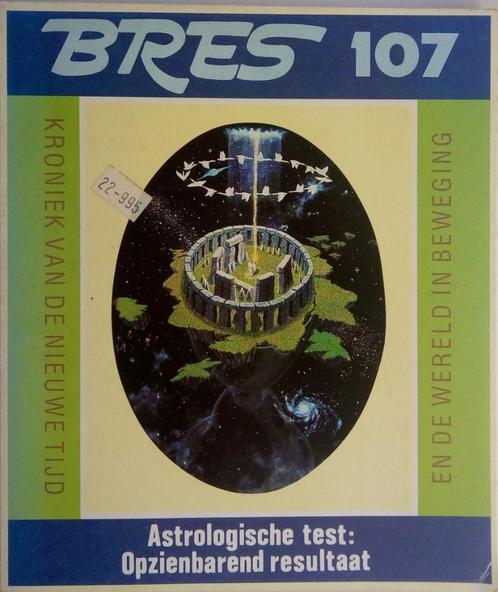 BRES 107
KRONIEK VAN DE NIEUWE TIJD
22-995
EN DE WERELD IN BEWEGING
Astrologische test:
Opzienbarend resultaat